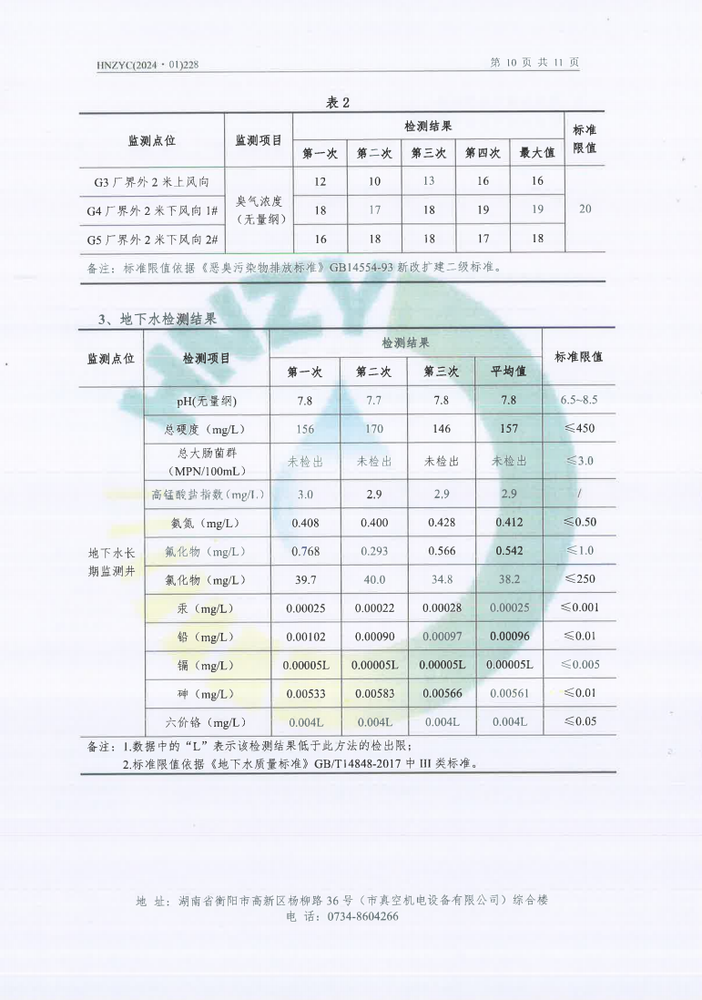 HNZYC(2024·01)228 第 10 页 共 11 页
表 2
监测点位 监测项目 检测结果 标准限值
第一次 第二次 第三次 第四次 最大值
G3 厂界外 2 米上风向 臭气浓度（无量纲） 12 10 13 16 16 20
G4 厂界外 2 米下风向 1# 18 17 18 19 19
G5 厂界外 2 米下风向 2# 16 18 18 17 18
备注：标准限值依据《恶臭污染物排放标准》GB14554-93 新改扩建二级标准。
3、地下水检测结果
监测点位 检测项目 检测结果 标准限值
第一次 第二次 第三次 平均值
地下水长期监测井 pH(无量纲) 7.8 7.7 7.8 7.8 6.5~8.5
总硬度（mg/L） 156 170 146 157 ≤450
总大肠菌群（MPN/100mL） 未检出 未检出 未检出 未检出 ≤3.0
高锰酸盐指数（mg/L） 3.0 2.9 2.9 2.9 /
氨氮（mg/L） 0.408 0.400 0.428 0.412 ≤0.50
氟化物（mg/L） 0.768 0.293 0.566 0.542 ≤1.0
氯化物（mg/L） 39.7 40.0 34.8 38.2 ≤250
汞（mg/L） 0.00025 0.00022 0.00028 0.00025 ≤0.001
铅（mg/L） 0.00102 0.00090 0.00097 0.00096 ≤0.01
镉（mg/L） 0.00005L 0.00005L 0.00005L 0.00005L ≤0.005
砷（mg/L） 0.00533 0.00583 0.00566 0.00561 ≤0.01
六价铬（mg/L） 0.004L 0.004L 0.004L 0.004L ≤0.05
备注：1.数据中的“L”表示该检测结果低于此方法的检出限；
2.标准限值依据《地下水质量标准》GB/T14848-2017 中 III 类标准。
HNZY
地 址：湖南省衡阳市高新区杨柳路 36 号（市真空机电设备有限公司）综合楼
电 话：0734-8604266